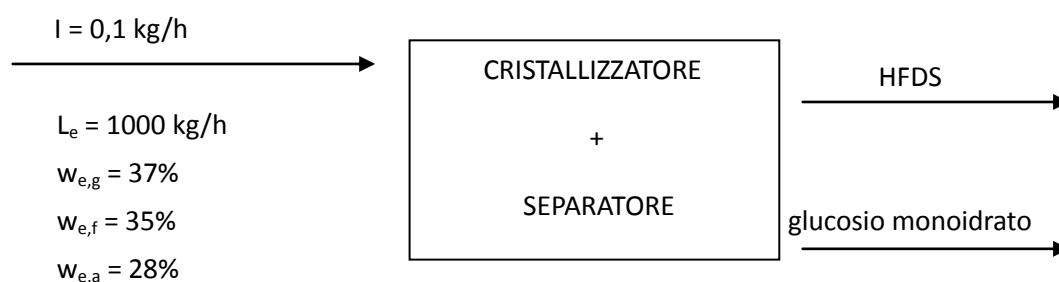 I = 0,1 kg/h
Lₑ = 1000 kg/h
wₑ,g = 37%
wₑ,f = 35%
wₑ,ₐ = 28%
CRISTALLIZZATORE
+
SEPARATORE
HFDS
glucosio monoidrato